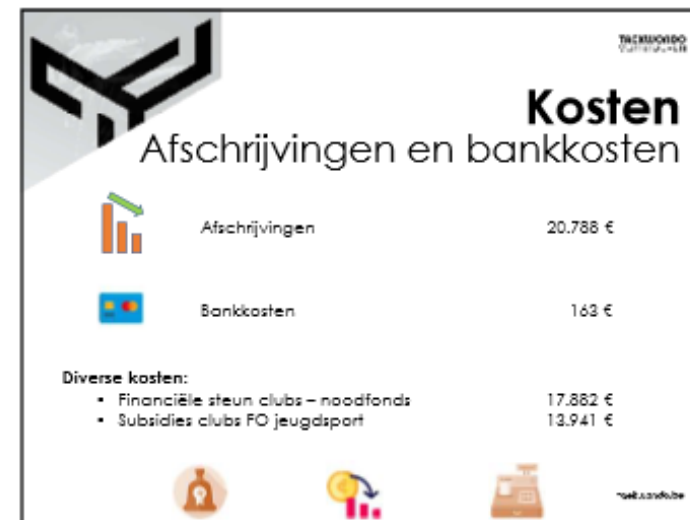 TAEKWONDO
Kosten
Afschrijvingen en bankkosten
Afschrijvingen 20.788 €
Bankkosten 163 €
Diverse kosten:
▪ Financiële steun clubs – noodfonds 17.882 €
▪ Subsidies clubs FO jeugdsport 13.941 €